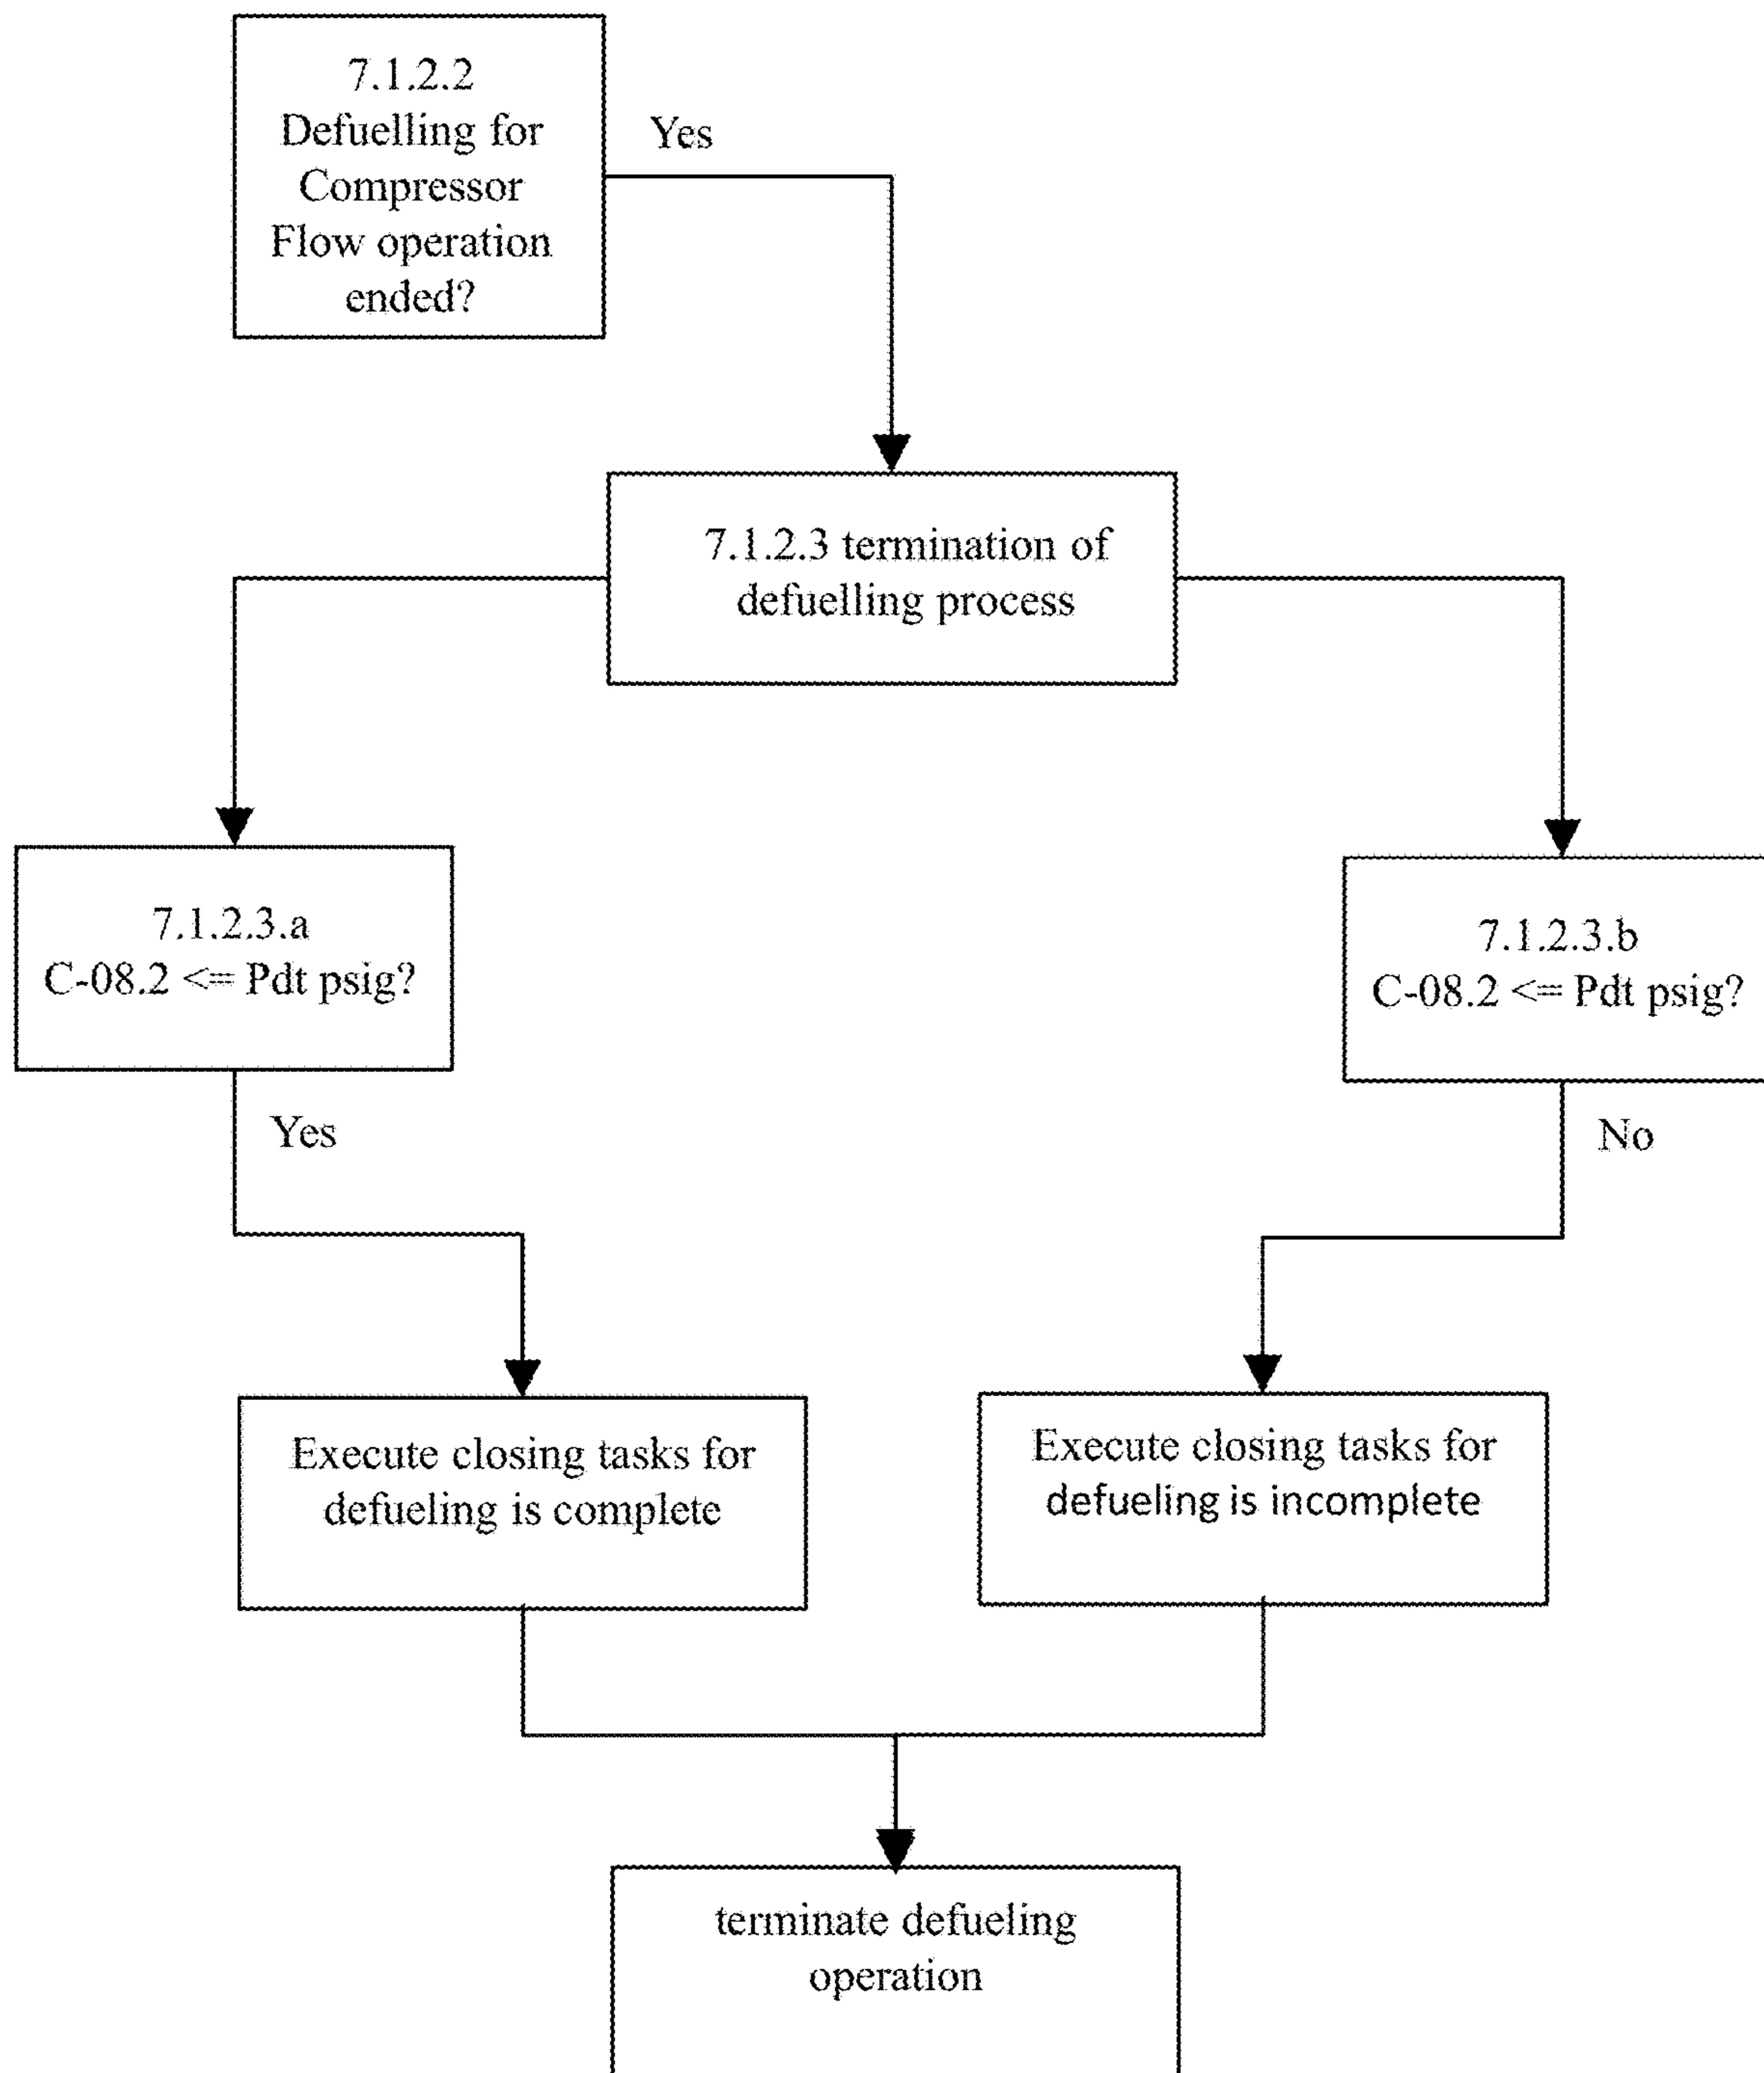 7.1.2.2
Defuelling for
Compressor
Flow operation
ended?
Yes
7.1.2.3 termination of
defuelling process
7.1.2.3.a
C-08.2 <= Pdt psig?
7.1.2.3.b
C-08.2 <= Pdt psig?
Yes
No
Execute closing tasks for
defueling is complete
Execute closing tasks for
defueling is incomplete
terminate defueling
operation